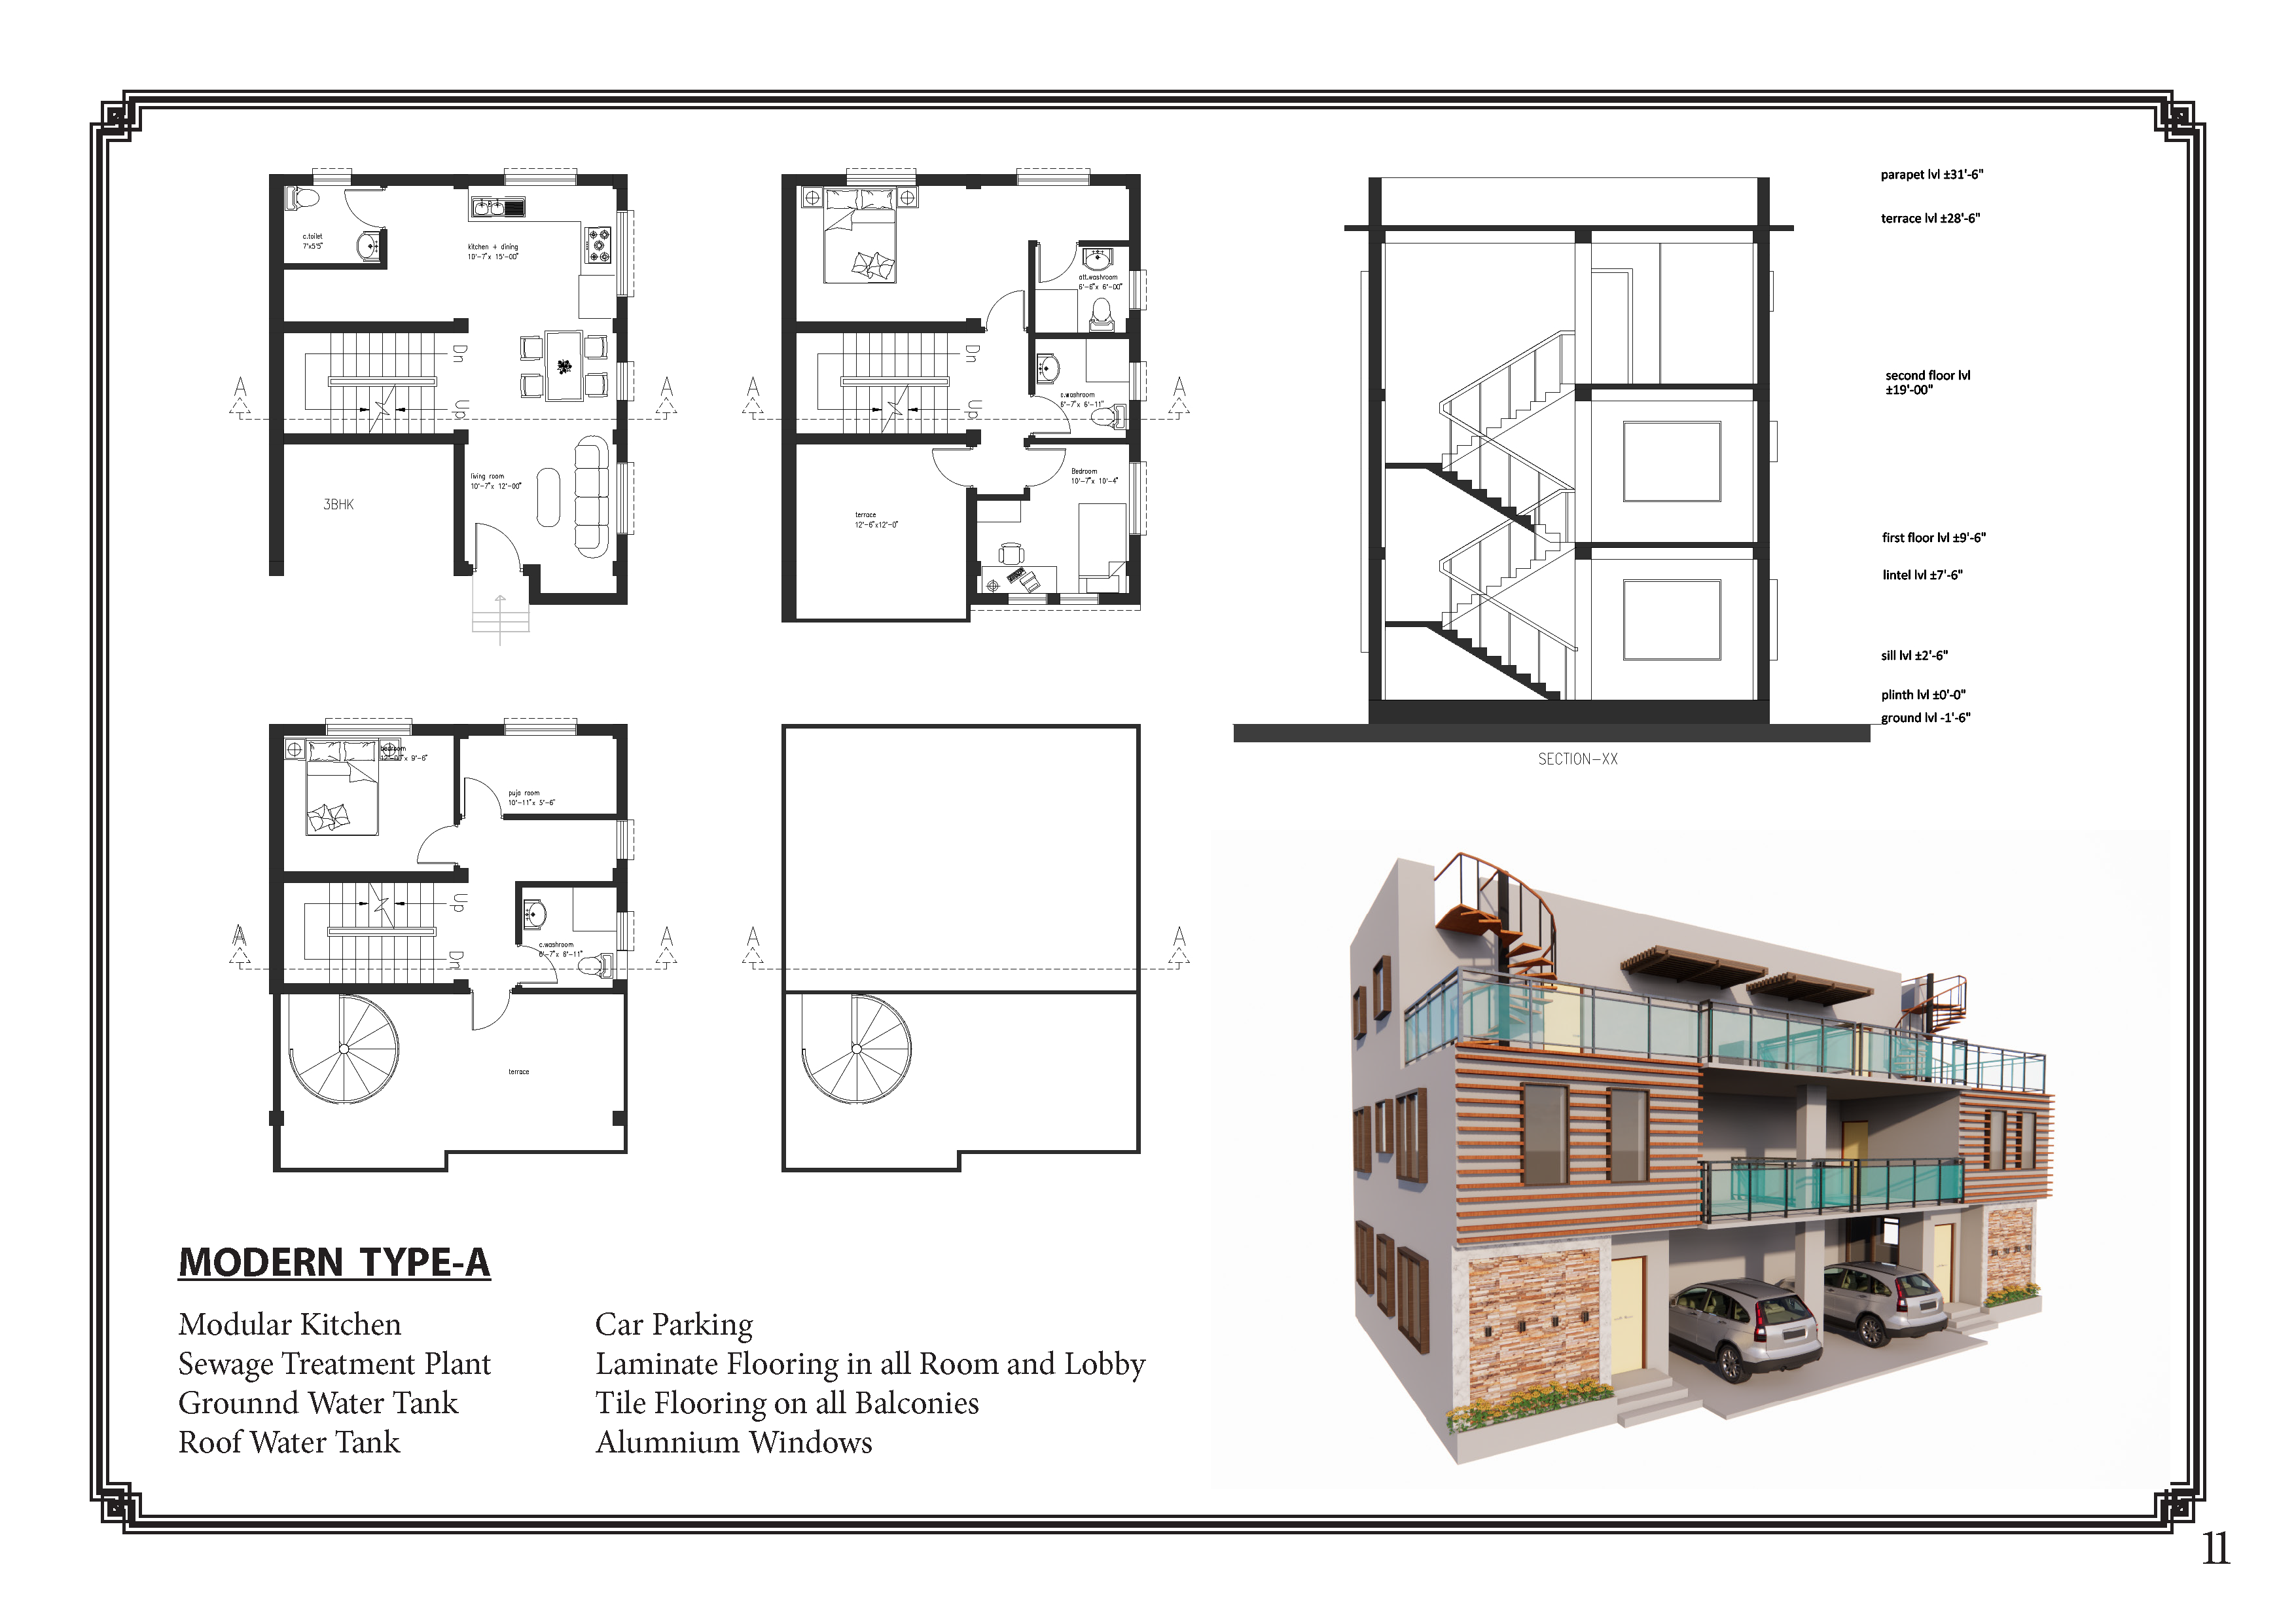 c.toilet
7'x5'5"
kitchen + dining
10'-7"x 15'-00"
Dn
Up
A
A
living room
10'-7"x 12'-00"
3BHK
att.washroom
6'-6"x 6'-00"
Dn
Up
c.washroom
6'-7"x 6'-11"
A
A
Bedroom
10'-7"x 10'-4"
terrace
12'-6"x12'-0"
parapet lvl ±31'-6"
terrace lvl ±28'-6"
second floor lvl
±19'-00"
first floor lvl ±9'-6"
lintel lvl ±7'-6"
sill lvl ±2'-6"
plinth lvl ±0'-0"
ground lvl -1'-6"
SECTION-XX
bedroom
x 9'-6"
puja room
10'-11"x 5'-6"
Up
Dn
c.washroom
6'-7"x 6'-11"
A
A
terrace
A
A
MODERN TYPE-A
Modular Kitchen
Sewage Treatment Plant
Grounnd Water Tank
Roof Water Tank
Car Parking
Laminate Flooring in all Room and Lobby
Tile Flooring on all Balconies
Alumnium Windows
11